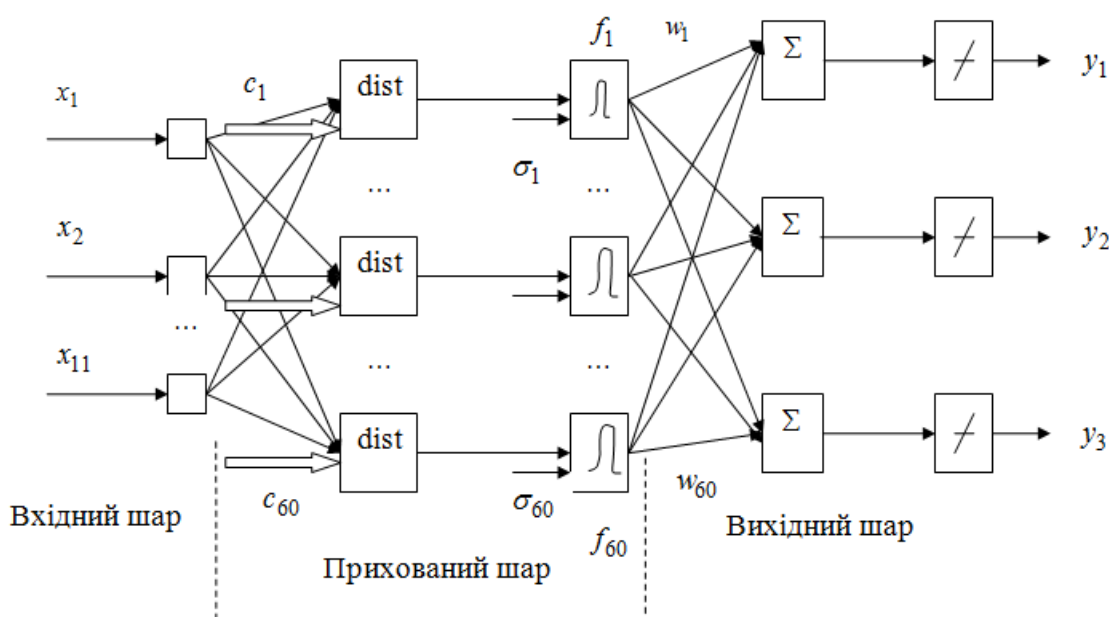 f₁
w₁
Σ
y₁
x₁
c₁
dist
σ₁
...
...
x₂
dist
Σ
y₂
...
x₁₁
...
...
dist
Σ
y₃
c₆₀
σ₆₀
w₆₀
Вхідний шар
f₆₀
Вихідний шар
Прихований шар